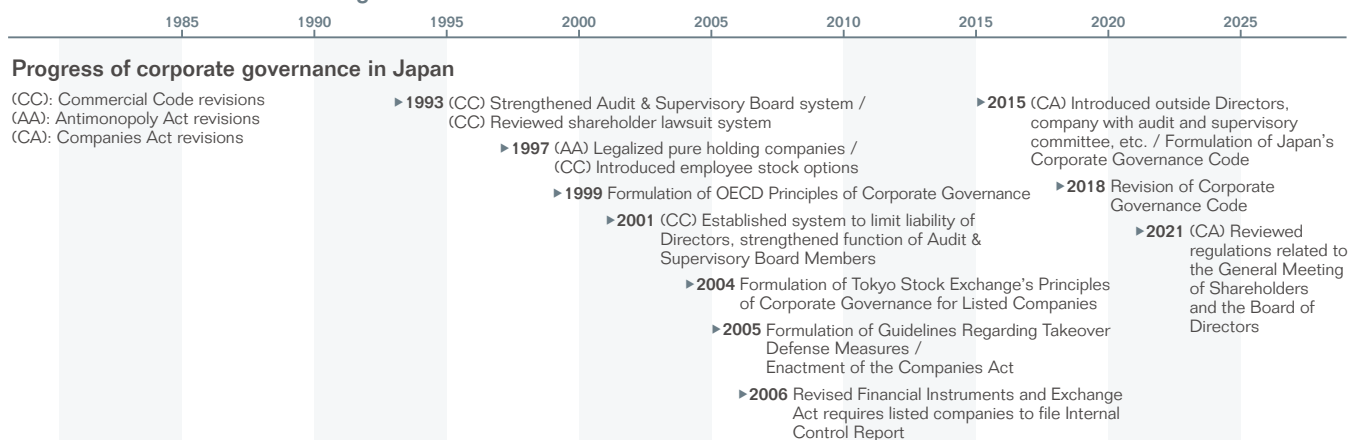 1985 1990 1995 2000 2005 2010 2015 2020 2025
Progress of corporate governance in Japan
(CC): Commercial Code revisions
(AA): Antimonopoly Act revisions
(CA): Companies Act revisions
▶1993 (CC) Strengthened Audit & Supervisory Board system /
(CC) Reviewed shareholder lawsuit system
▶1997 (AA) Legalized pure holding companies /
(CC) Introduced employee stock options
▶1999 Formulation of OECD Principles of Corporate Governance
▶2001 (CC) Established system to limit liability of
Directors, strengthened function of Audit &
Supervisory Board Members
▶2004 Formulation of Tokyo Stock Exchange’s Principles
of Corporate Governance for Listed Companies
▶2005 Formulation of Guidelines Regarding Takeover
Defense Measures /
Enactment of the Companies Act
▶2006 Revised Financial Instruments and Exchange
Act requires listed companies to file Internal
Control Report
▶2015 (CA) Introduced outside Directors,
company with audit and supervisory
committee, etc. / Formulation of Japan’s
Corporate Governance Code
▶2018 Revision of Corporate
Governance Code
▶2021 (CA) Reviewed
regulations related to
the General Meeting
of Shareholders
and the Board of
Directors